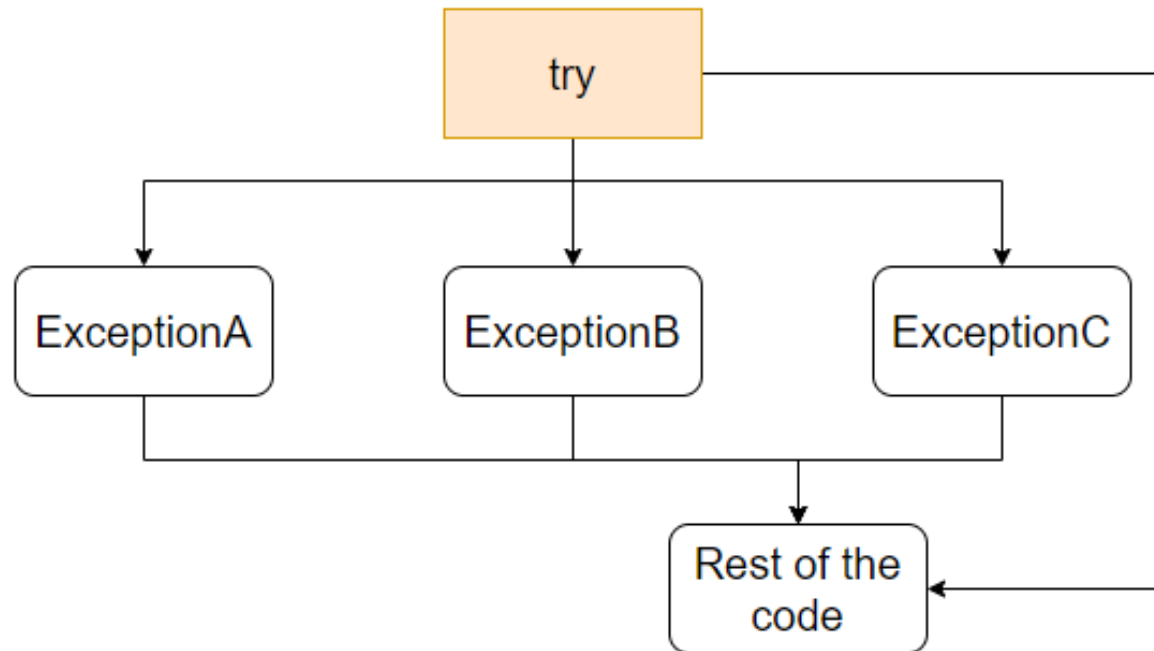 try
ExceptionA
ExceptionB
ExceptionC
Rest of the
code